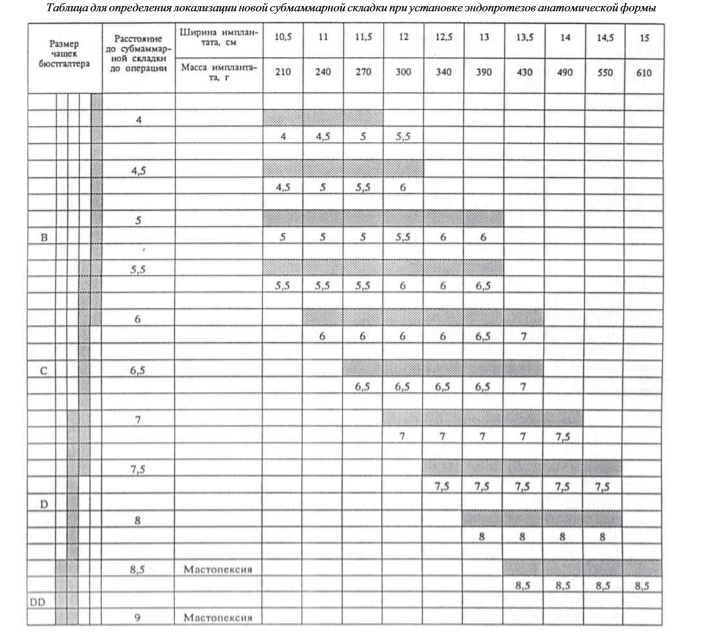 Таблица для определения локализации новой субмаммарной складки при установке эндопротезов анатомической формы
Размер чашек бюстгалтера | Расстояние до субмаммарной складки до операции | Ширина имплантата, см | 10,5 | 11 | 11,5 | 12 | 12,5 | 13 | 13,5 | 14 | 14,5 | 15
Масса имплантата, г | 210 | 240 | 270 | 300 | 340 | 390 | 430 | 490 | 550 | 610
4
4 4,5 5 5,5
4,5
4,5 5 5,5 6
5
B 5 5 5 5,5 6 6
5,5
5,5 5,5 5,5 6 6 6,5
6
6 6 6 6 6,5 7
C 6,5
6,5 6,5 6,5 6,5 7
7
7 7 7 7 7,5
7,5
7,5 7,5 7,5 7,5 7,5
D
8
8 8 8 8
8,5 Мастопексия
8,5 8,5 8,5 8,5
DD
9 Мастопексия